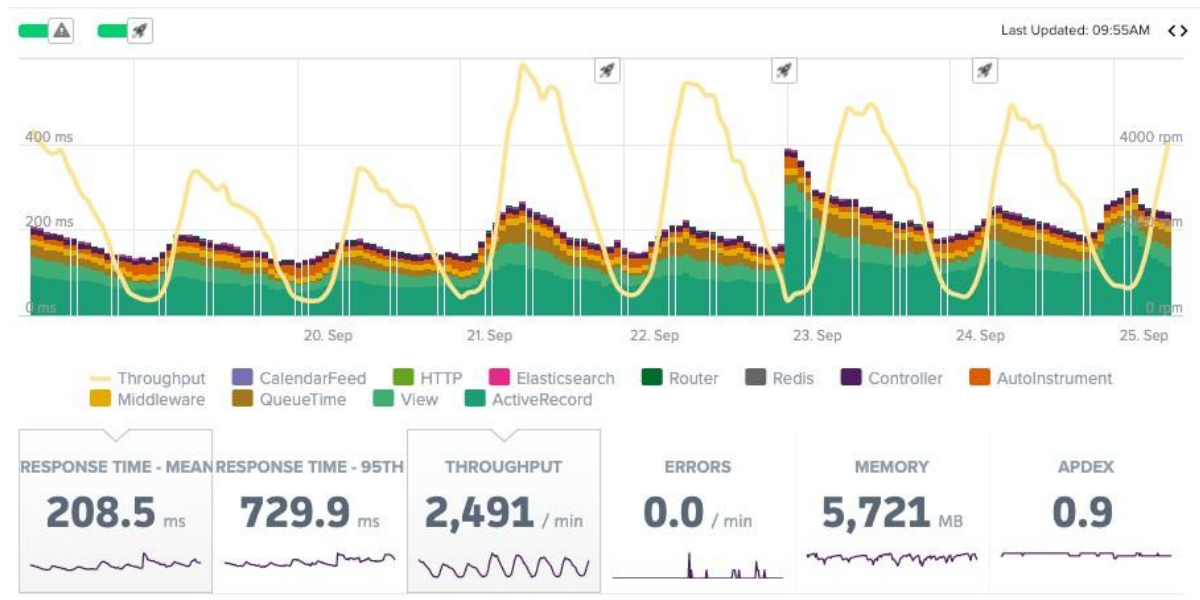 Last Updated: 09:55AM
400 ms
4000 rpm
200 ms
0 ms
0 rpm
20. Sep 21. Sep 22. Sep 23. Sep 24. Sep 25. Sep
Throughput CalendarFeed HTTP Elasticsearch Router Redis Controller AutoInstrument
Middleware QueueTime View ActiveRecord
RESPONSE TIME - MEAN RESPONSE TIME - 95TH THROUGHPUT ERRORS MEMORY APDEX
208.5 ms 729.9 ms 2,491 / min 0.0 / min 5,721 MB 0.9